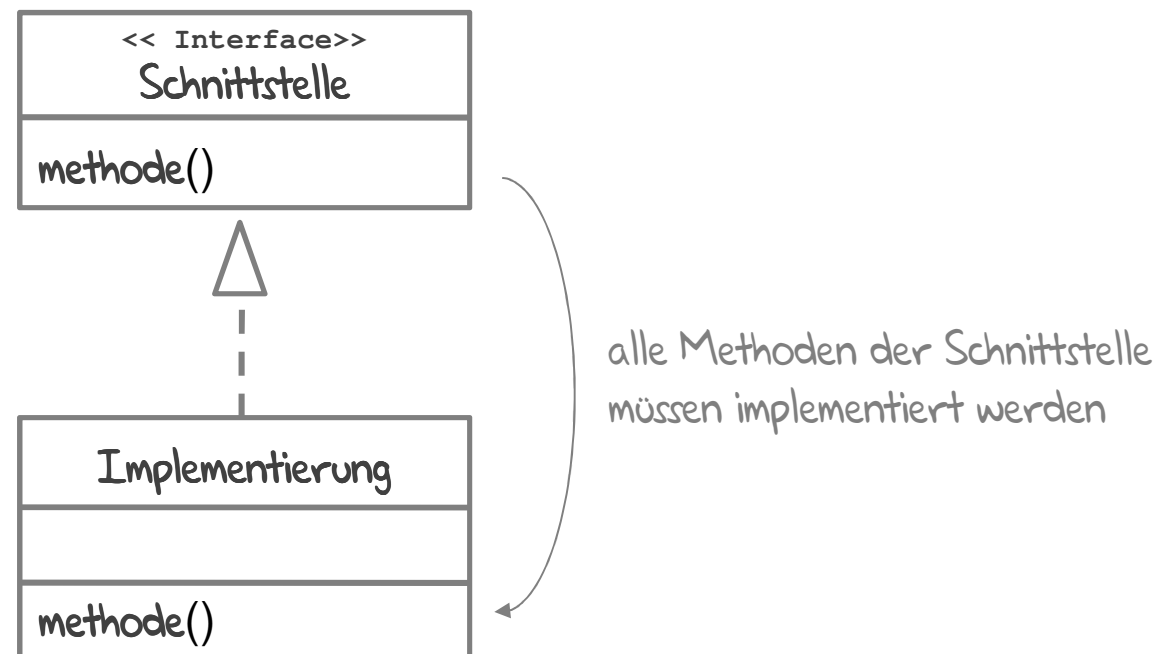 << Interface>>
Schnittstelle
methode()
alle Methoden der Schnittstelle
müssen implementiert werden
Implementierung
methode()